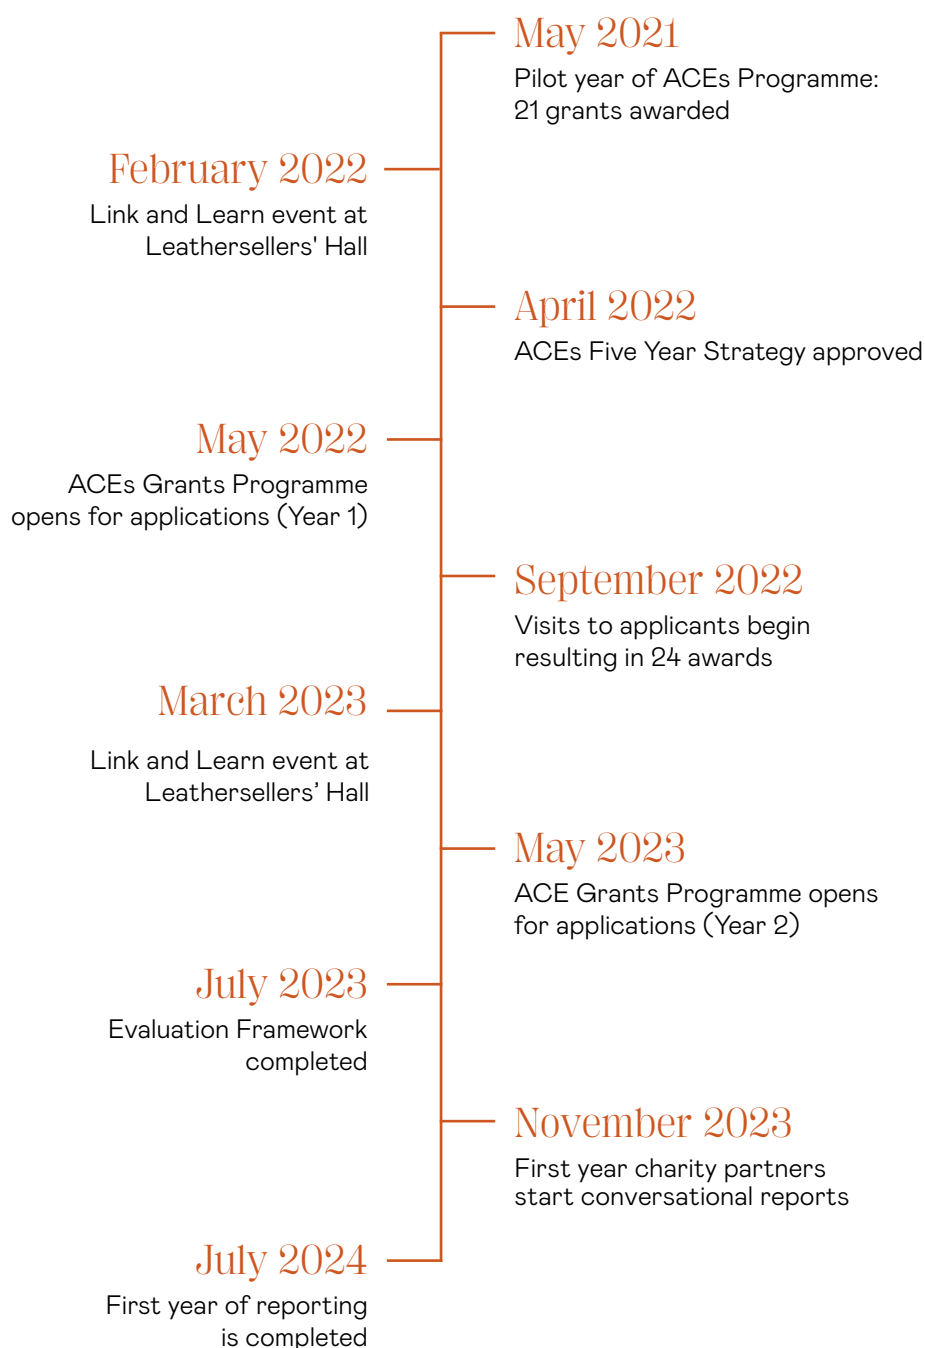 May 2021
Pilot year of ACEs Programme:
21 grants awarded
February 2022
Link and Learn event at
Leathersellers' Hall
April 2022
ACEs Five Year Strategy approved
May 2022
ACEs Grants Programme
opens for applications (Year 1)
September 2022
Visits to applicants begin
resulting in 24 awards
March 2023
Link and Learn event at
Leathersellers’ Hall
May 2023
ACE Grants Programme opens
for applications (Year 2)
July 2023
Evaluation Framework
completed
November 2023
First year charity partners
start conversational reports
July 2024
First year of reporting
is completed